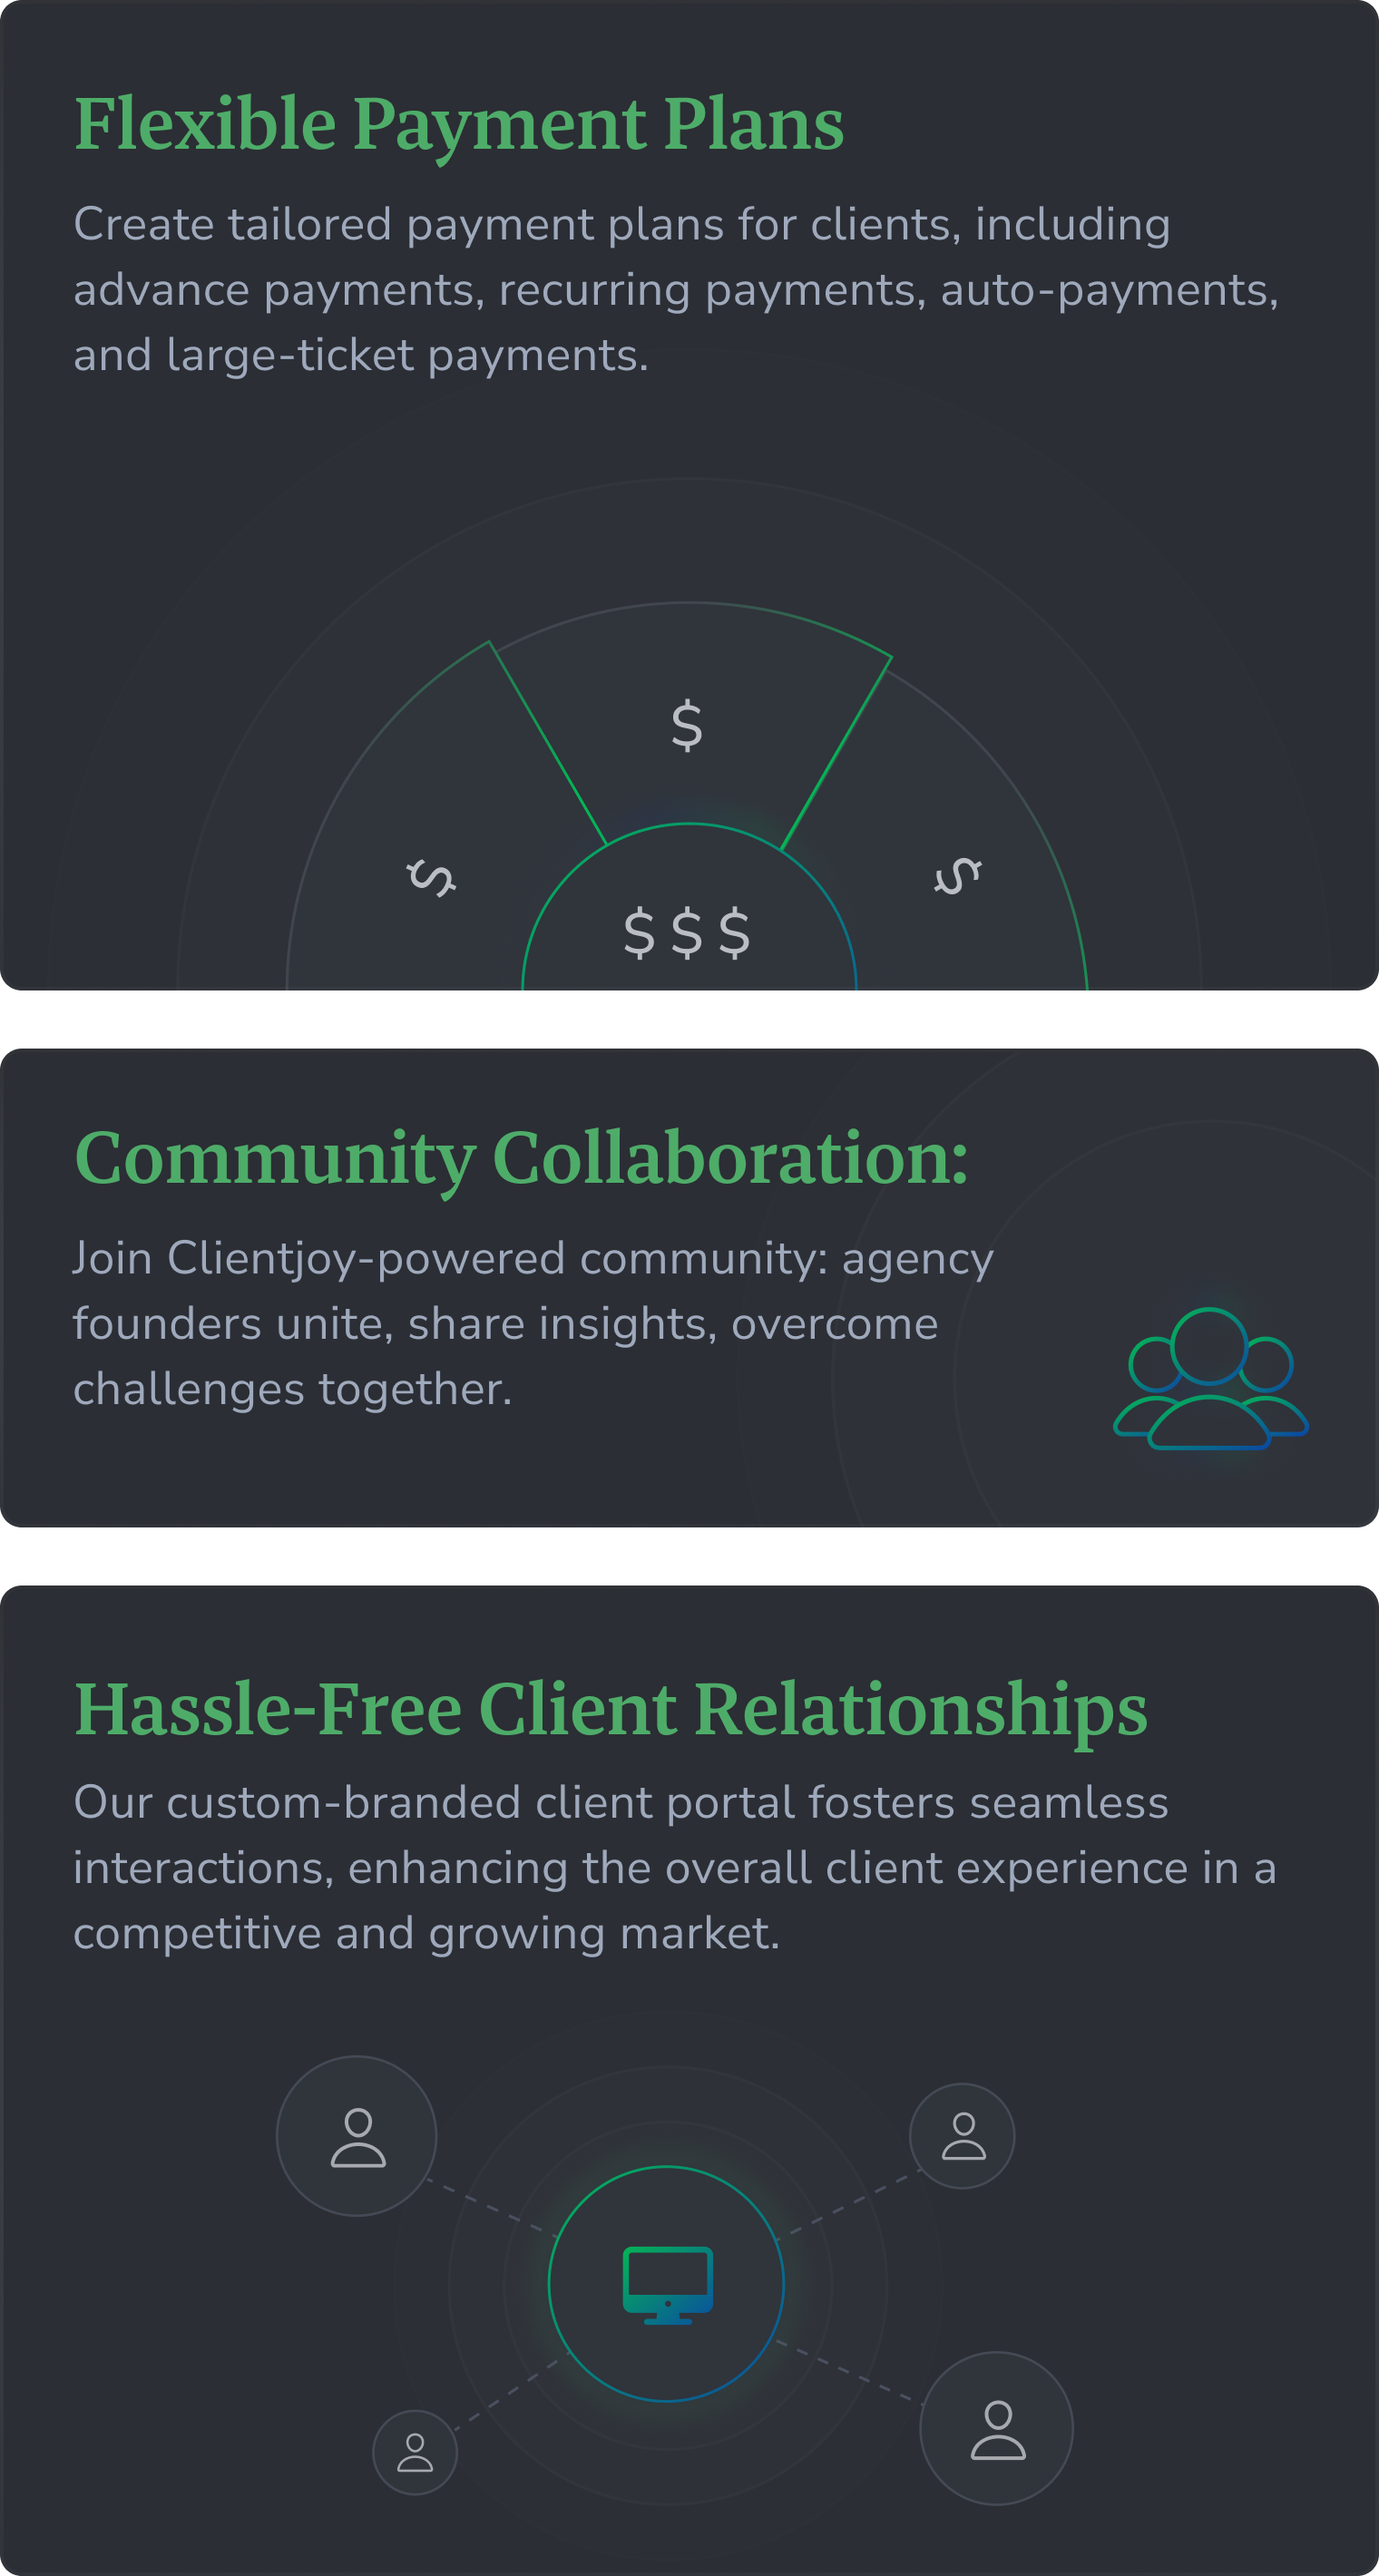 Flexible Payment Plans
Create tailored payment plans for clients, including
advance payments, recurring payments, auto-payments,
and large-ticket payments.
$
$
$
$ $ $
Community Collaboration:
Join Clientjoy-powered community: agency
founders unite, share insights, overcome
challenges together.
Hassle-Free Client Relationships
Our custom-branded client portal fosters seamless
interactions, enhancing the overall client experience in a
competitive and growing market.